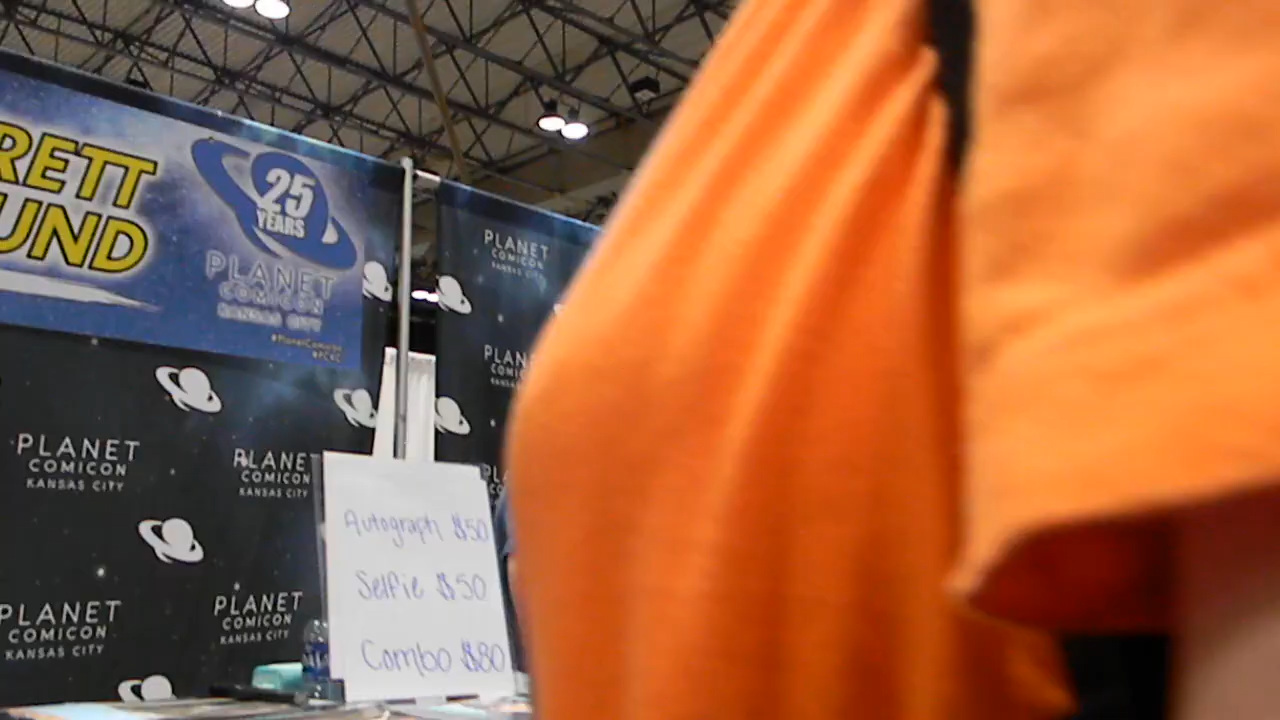 RETT
UND
25
YEARS
PLANET
COMICON
KANSAS CITY
#PlanetComicon
#PCKC
PLANET
COMICON
KANSAS CITY
PLANET
COMICON
KANSAS CITY
PLANET
COMICON
KANSAS CITY
PLANET
COMICON
KANSAS CITY
PLANET
COMICON
KANSAS CITY
Autograph $50
Selfie $50
Combo $80